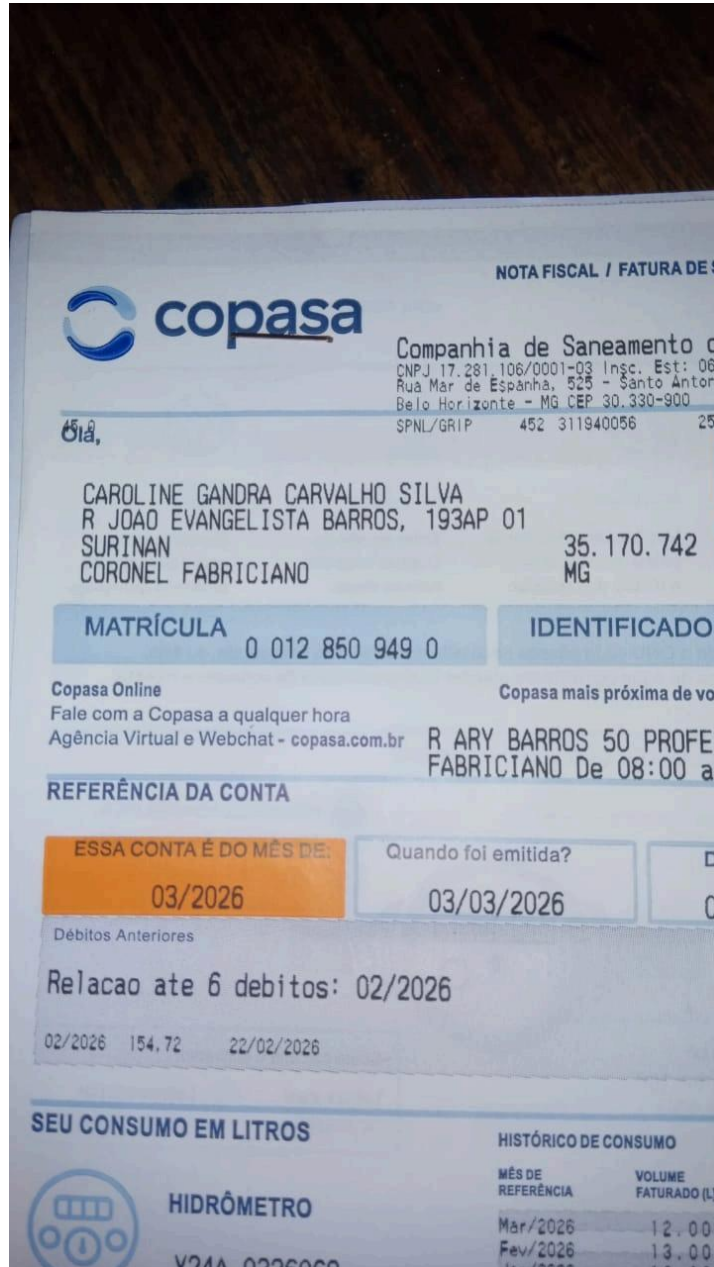 NOTA FISCAL / FATURA DE
copasa
Companhia de Saneamento
CNPJ 17.281.106/0001-03 Insc. Est: 06
Rua Mar de Espanha, 525 - Santo Antor
Belo Horizonte - MG CEP 30.330-900
Olá,
SPNL/GRIP 452 311940056 25
CAROLINE GANDRA CARVALHO SILVA
R JOAO EVANGELISTA BARROS, 193AP 01
SURINAN 35.170.742
CORONEL FABRICIANO MG
MATRÍCULA 0 012 850 949 0
IDENTIFICADO
Copasa Online
Fale com a Copasa a qualquer hora
Agência Virtual e Webchat - copasa.com.br
Copasa mais próxima de vo
R ARY BARROS 50 PROFE
FABRICIANO De 08:00 a
REFERÊNCIA DA CONTA
ESSA CONTA É DO MÊS DE:
03/2026
Quando foi emitida?
03/03/2026
Débitos Anteriores
Relacao ate 6 debitos: 02/2026
02/2026 154,72 22/02/2026
SEU CONSUMO EM LITROS
HIDRÔMETRO
HISTÓRICO DE CONSUMO
MÊS DE REFERÊNCIA
VOLUME FATURADO (L)
Mar/2026 12.00
Fev/2026 13.00